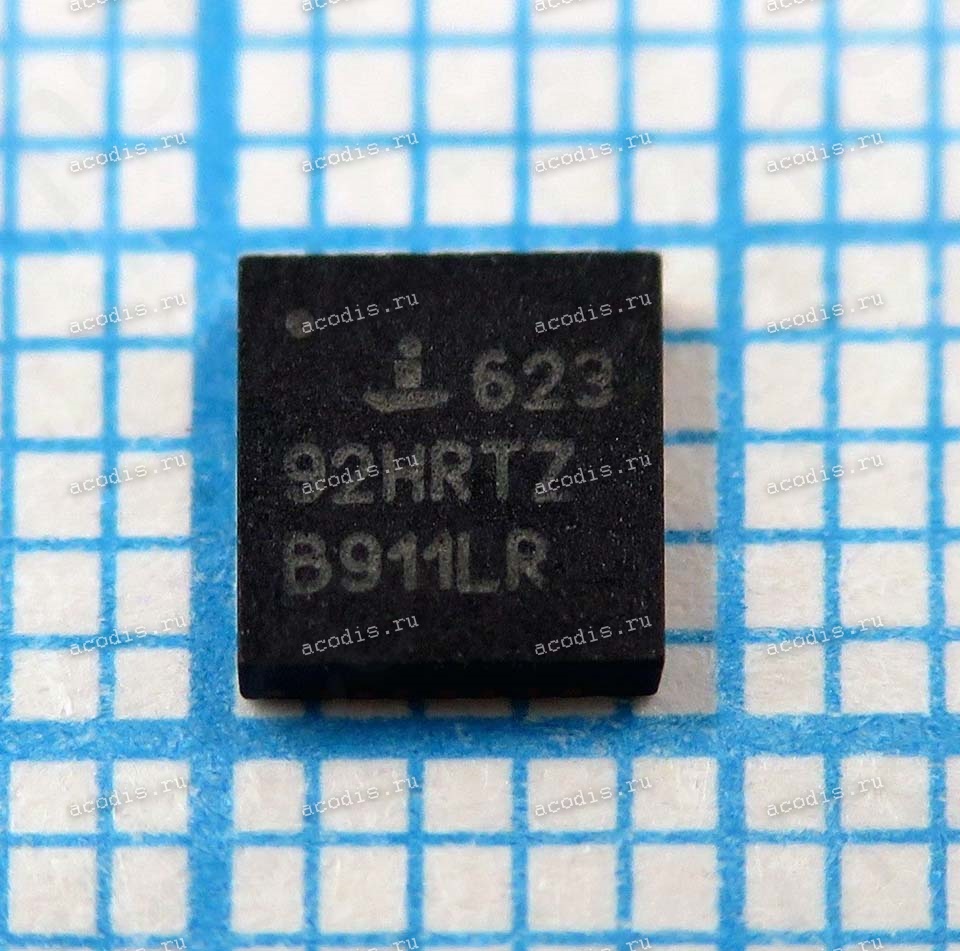 623
92HRTZ
B911LR
acodis.ru